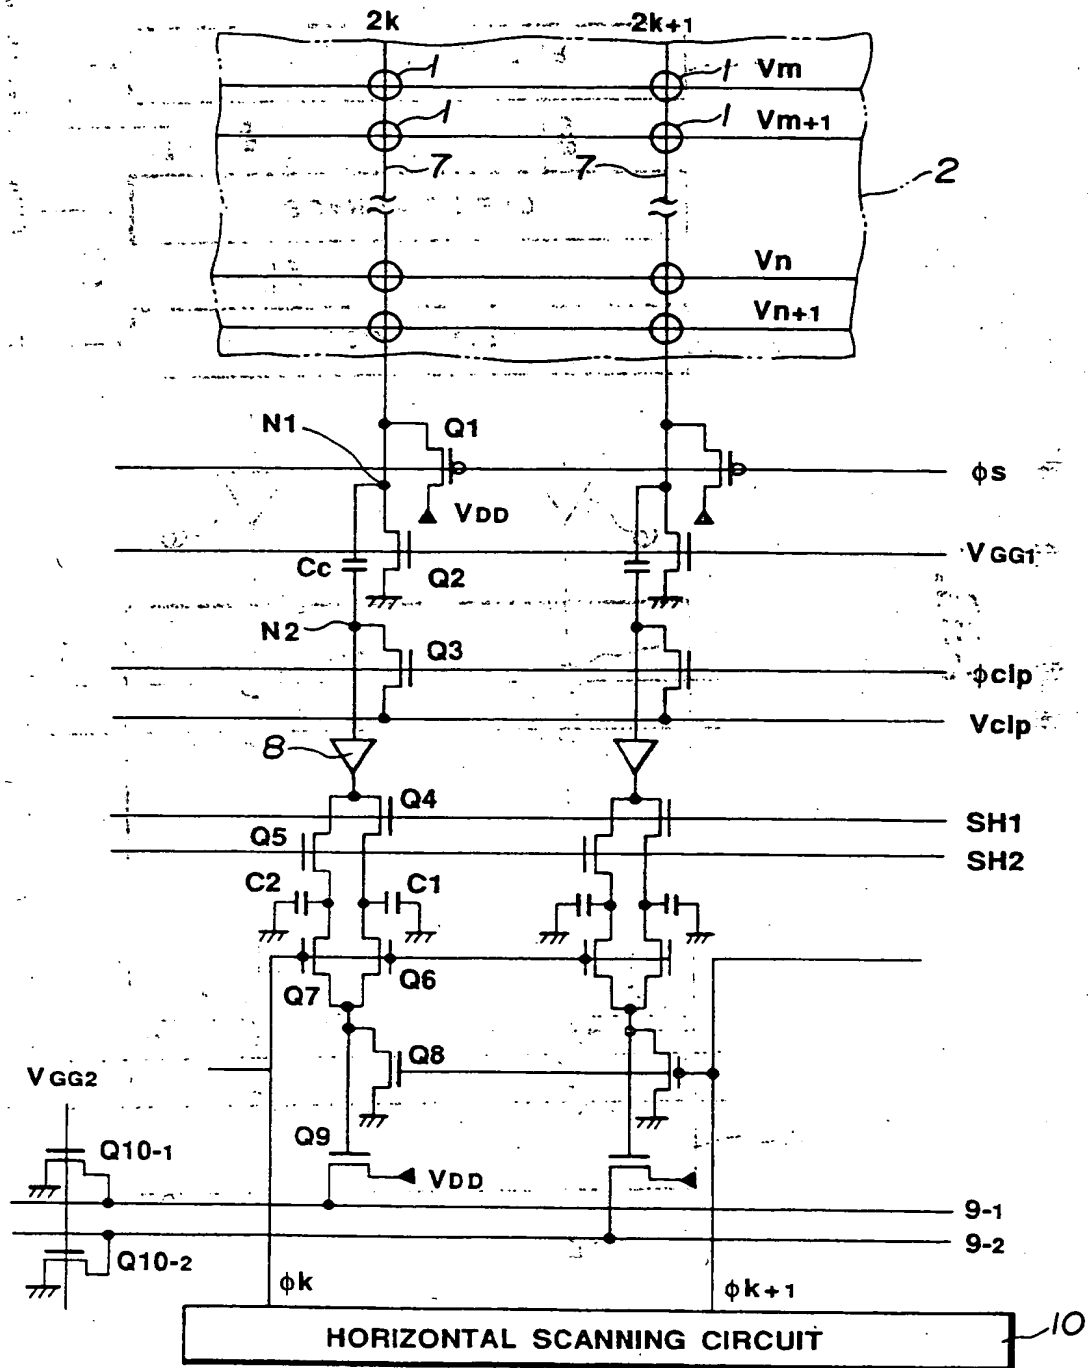 2k 2k+1
1 1 Vm
1 1 Vm+1
7 7 2
Vn
Vn+1
N1 Q1
φs
VDD
VGG1
Cc Q2
N2 Q3
φclp
Vclp
8
Q4
SH1
Q5
SH2
C2 C1
Q7 Q6
Q8
VGG2
Q9
Q10-1
VDD
9-1
9-2
Q10-2
φk φk+1
10
HORIZONTAL SCANNING CIRCUIT